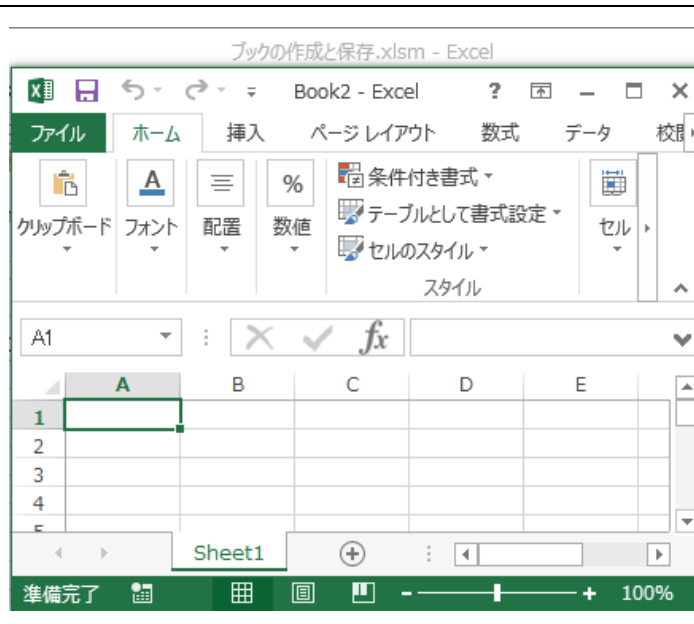 ブックの作成と保存.xlsm - Excel
Book2 - Excel ?
ファイル ホーム 挿入 ページ レイアウト 数式 データ
クリップボード フォント 配置 % 数値 条件付き書式 テーブルとして書式設定 セルのスタイル セル
スタイル
A1 fx
A B C D E
1
2
3
4
Sheet1
準備完了 100%